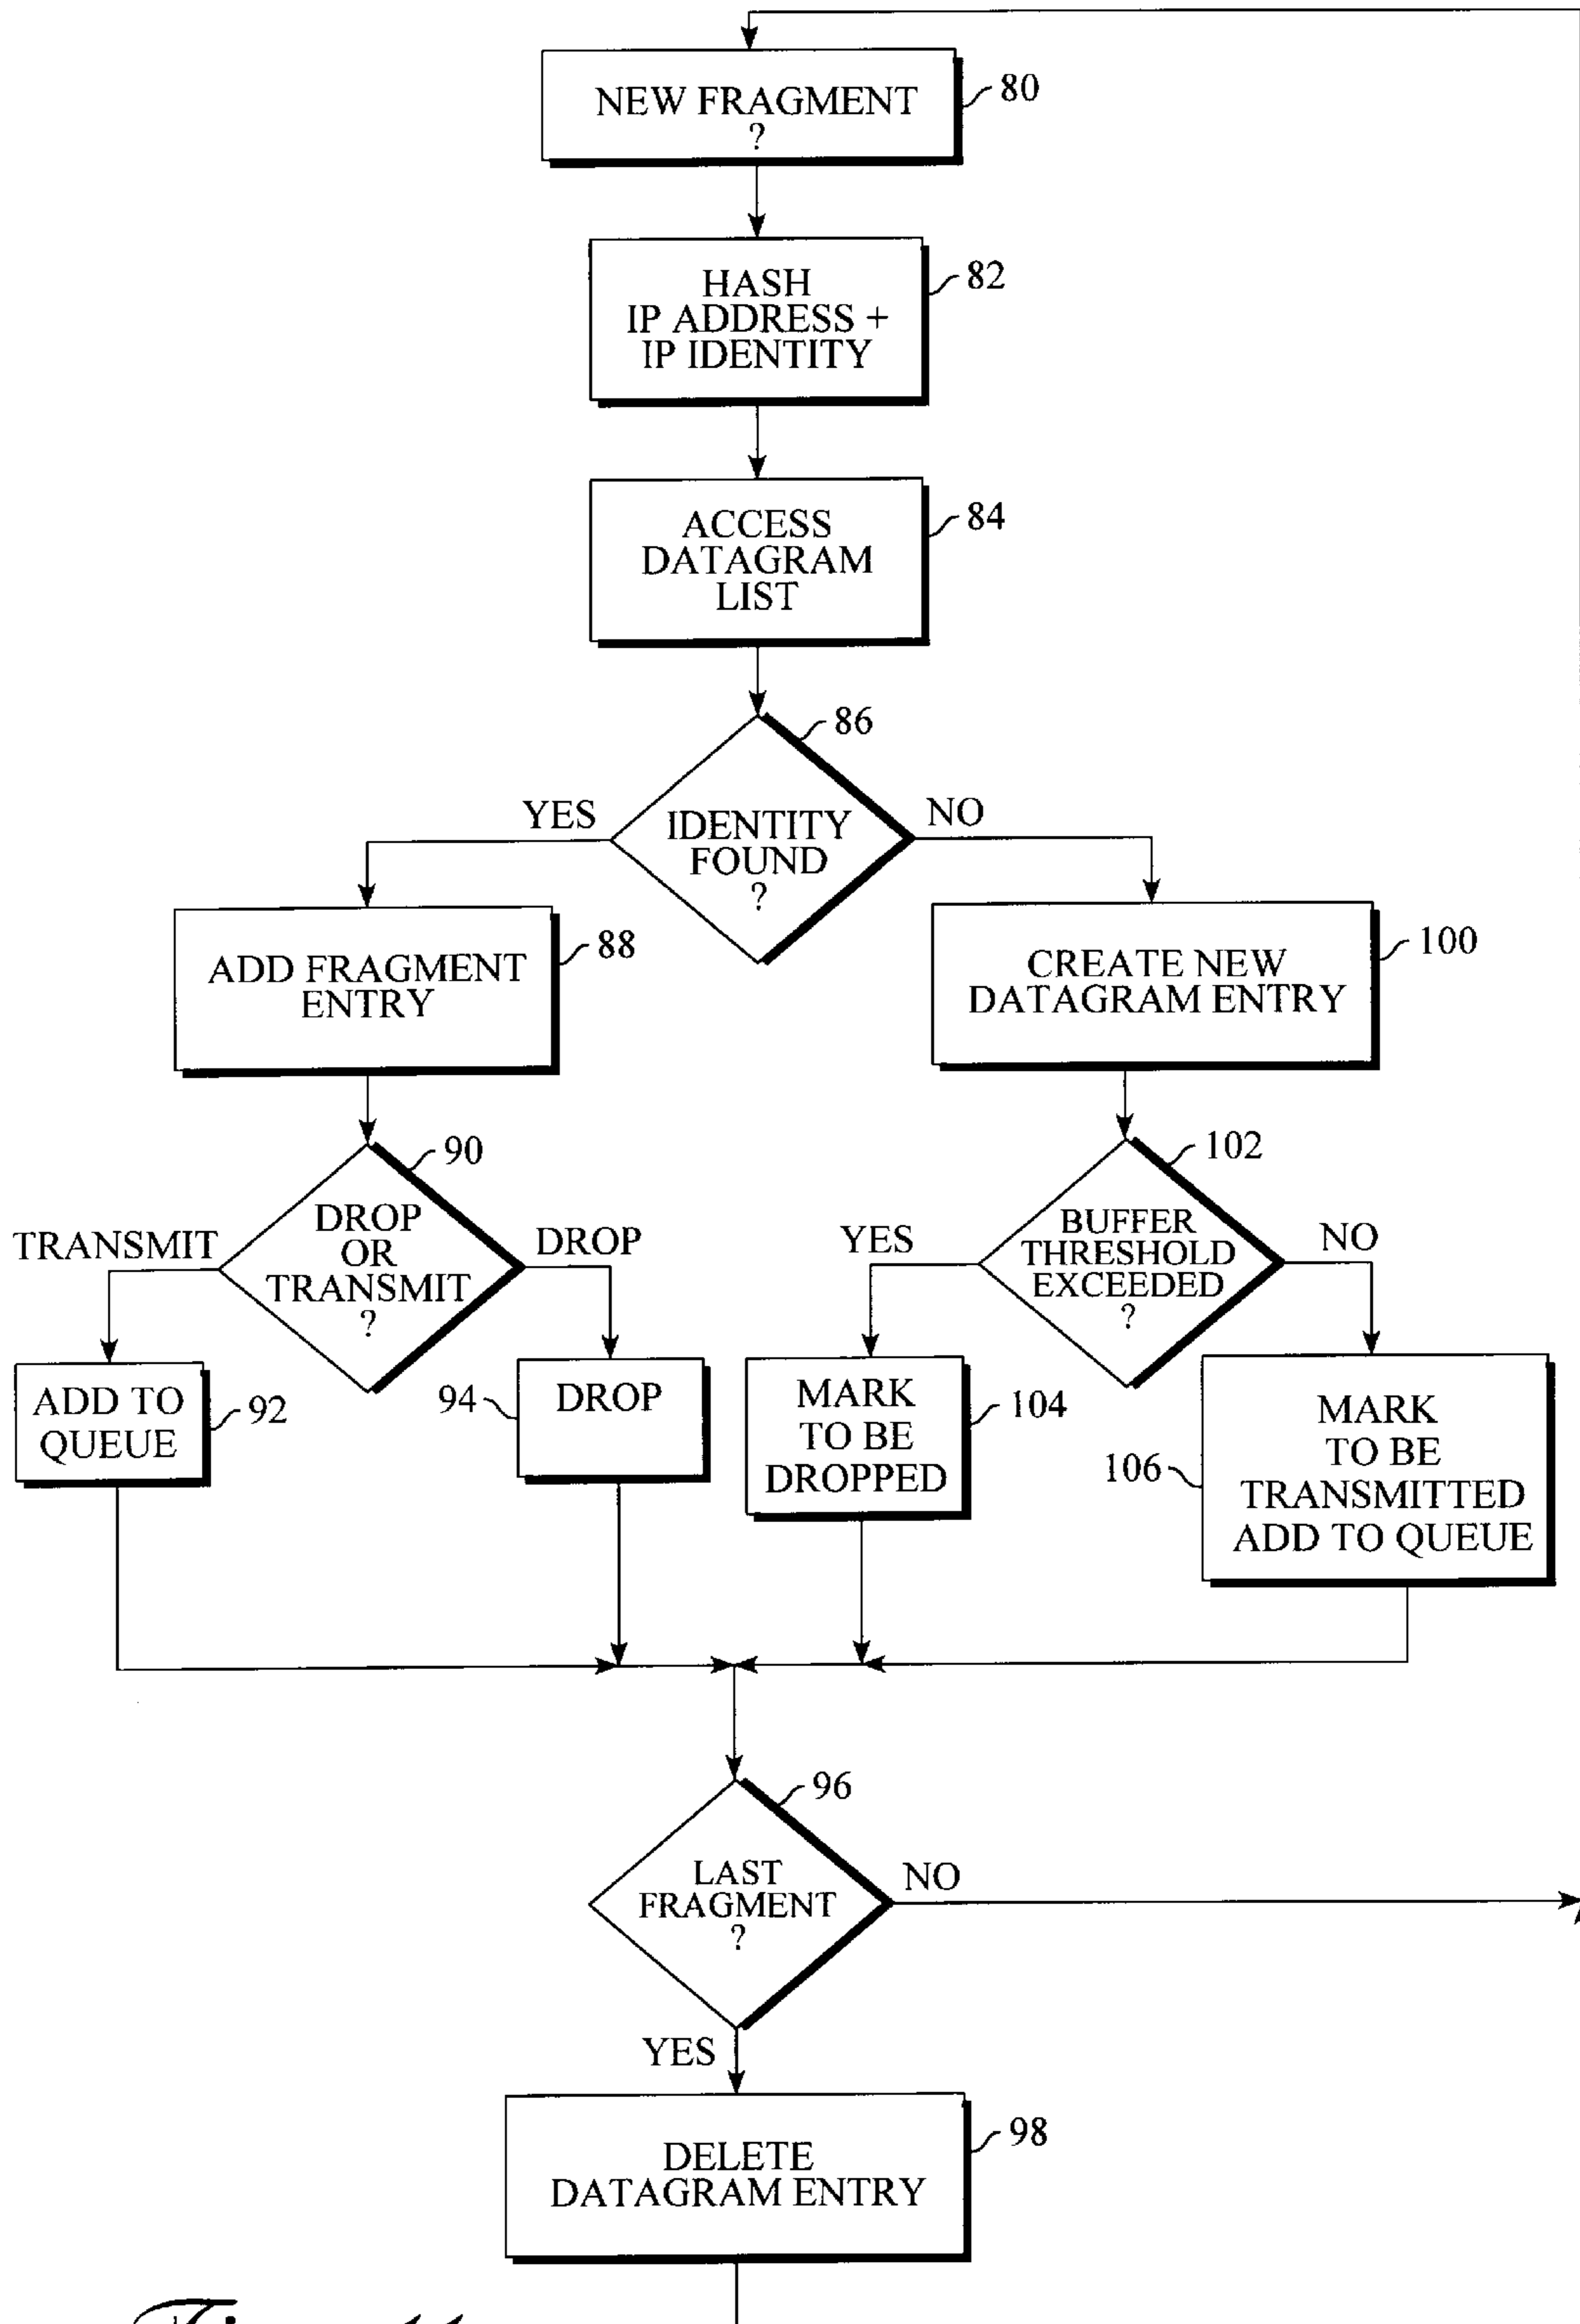 NEW FRAGMENT
?
80
HASH
IP ADDRESS +
IP IDENTITY
82
ACCESS
DATAGRAM
LIST
84
86
YES
IDENTITY
FOUND
?
NO
ADD FRAGMENT
ENTRY
88
CREATE NEW
DATAGRAM ENTRY
100
90
TRANSMIT
DROP
OR
TRANSMIT
?
DROP
102
YES
BUFFER
THRESHOLD
EXCEEDED
?
NO
ADD TO
QUEUE
92
94
DROP
MARK
TO BE
DROPPED
104
106
MARK
TO BE
TRANSMITTED
ADD TO QUEUE
96
LAST
FRAGMENT
?
NO
YES
DELETE
DATAGRAM ENTRY
98